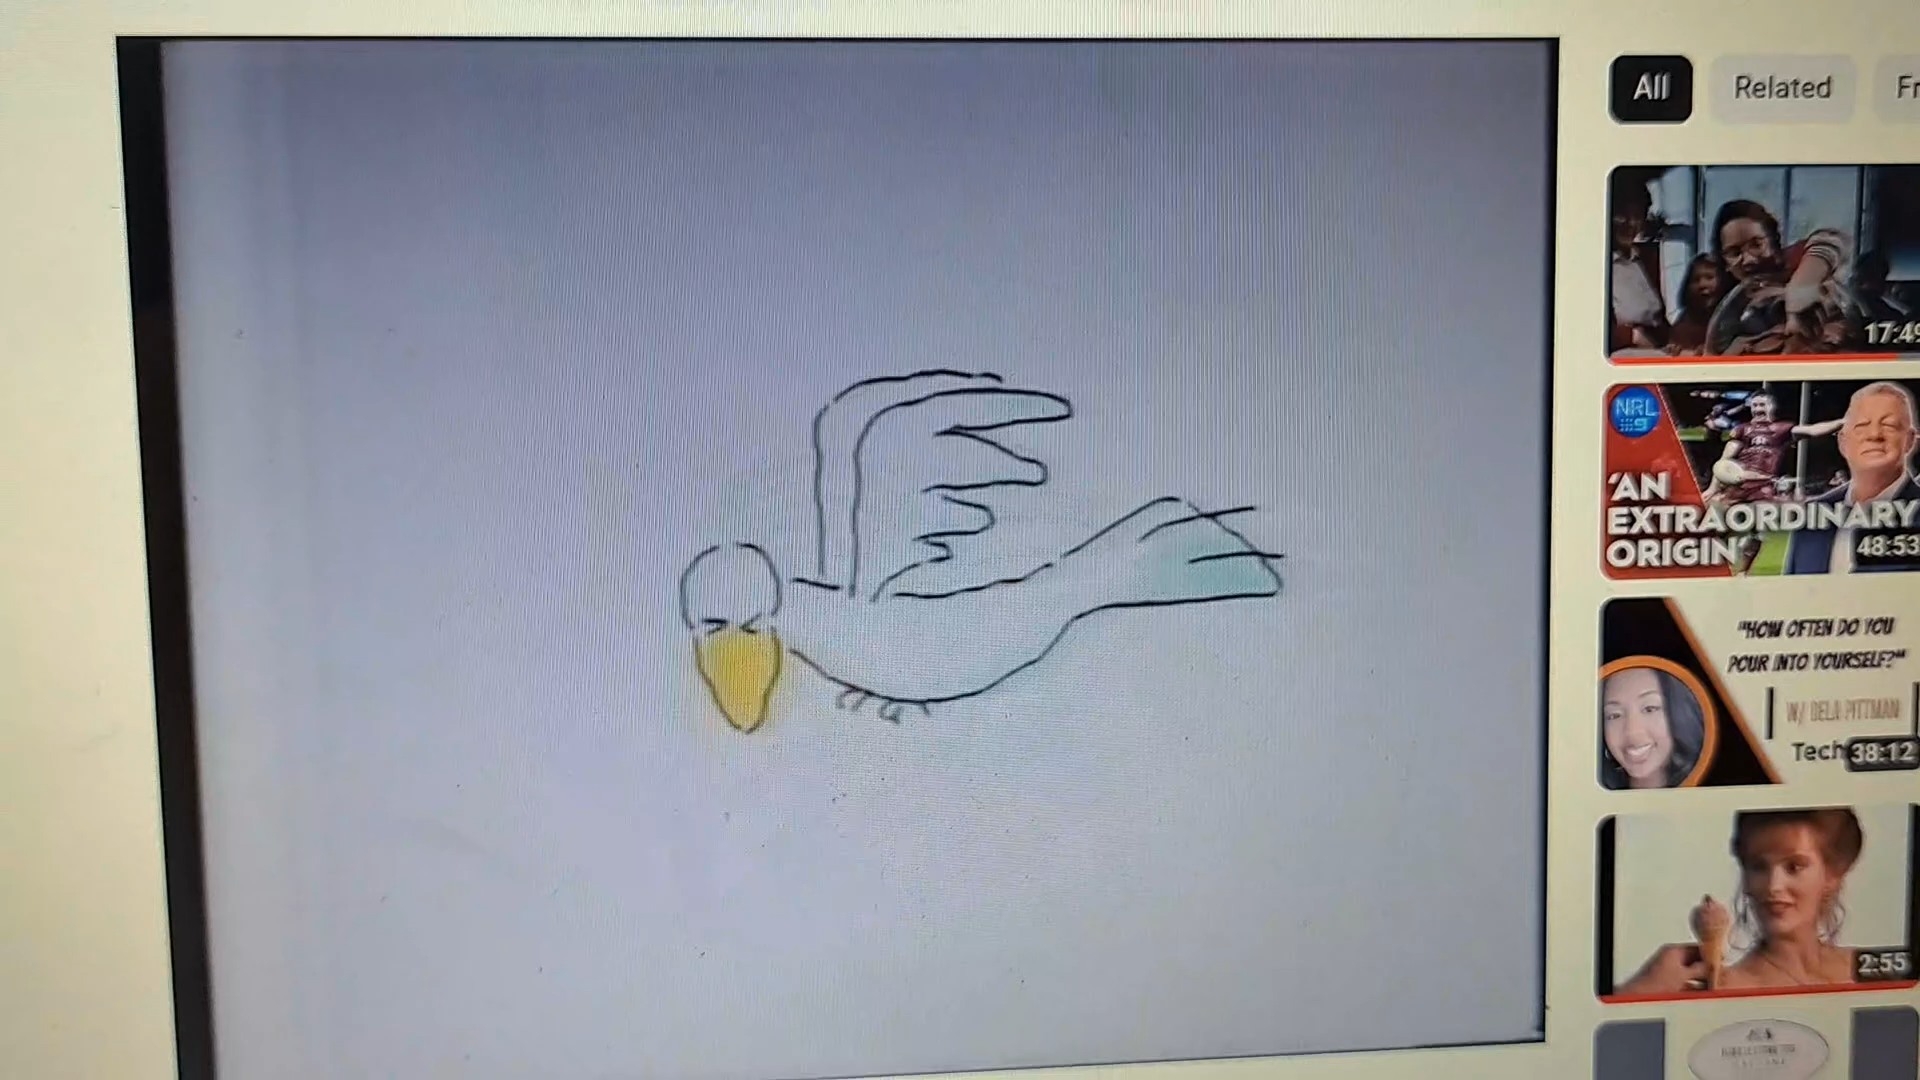 All
Related
Fr
17:49
NRL
9
'AN
EXTRAORDINARY
ORIGIN'
48:53
"HOW OFTEN DO YOU
POUR INTO YOURSELF?"
W/ BELA PITTMAN
Tech
38:12
2:55